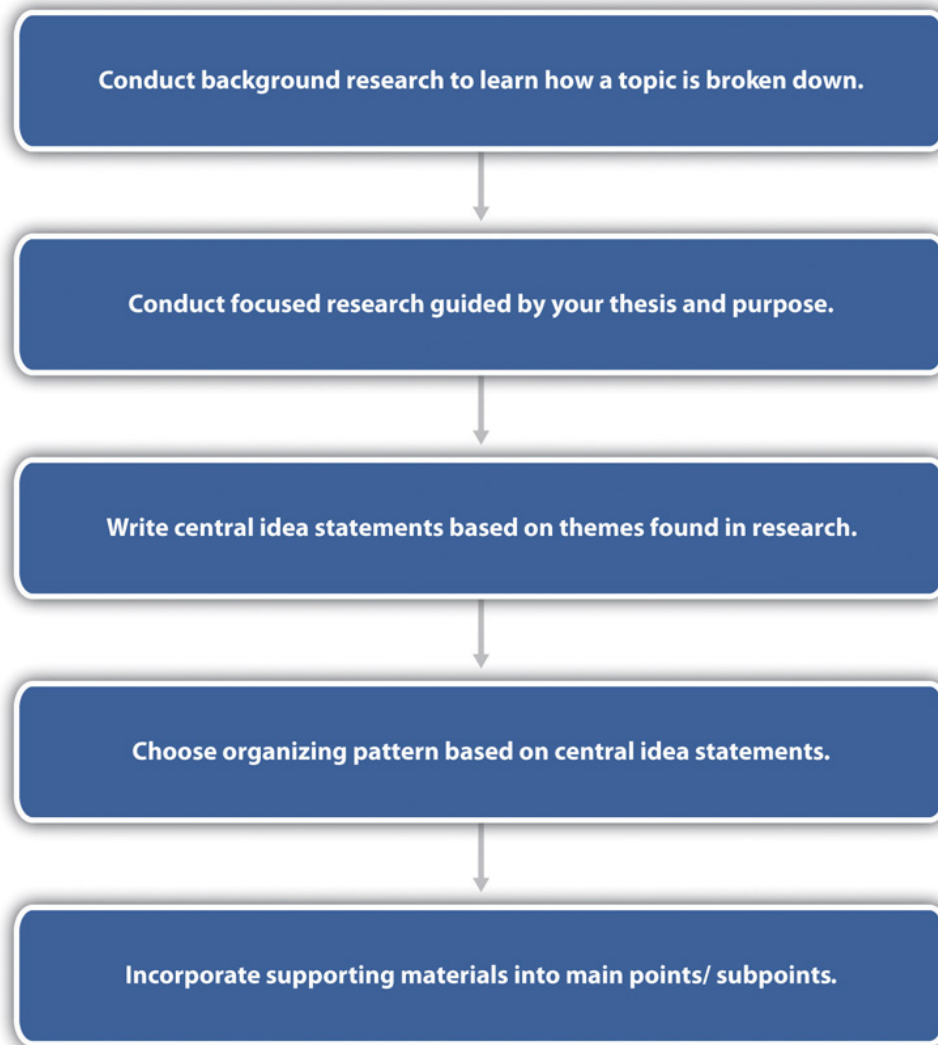 Conduct background research to learn how a topic is broken down.
Conduct focused research guided by your thesis and purpose.
Write central idea statements based on themes found in research.
Choose organizing pattern based on central idea statements.
Incorporate supporting materials into main points/ subpoints.